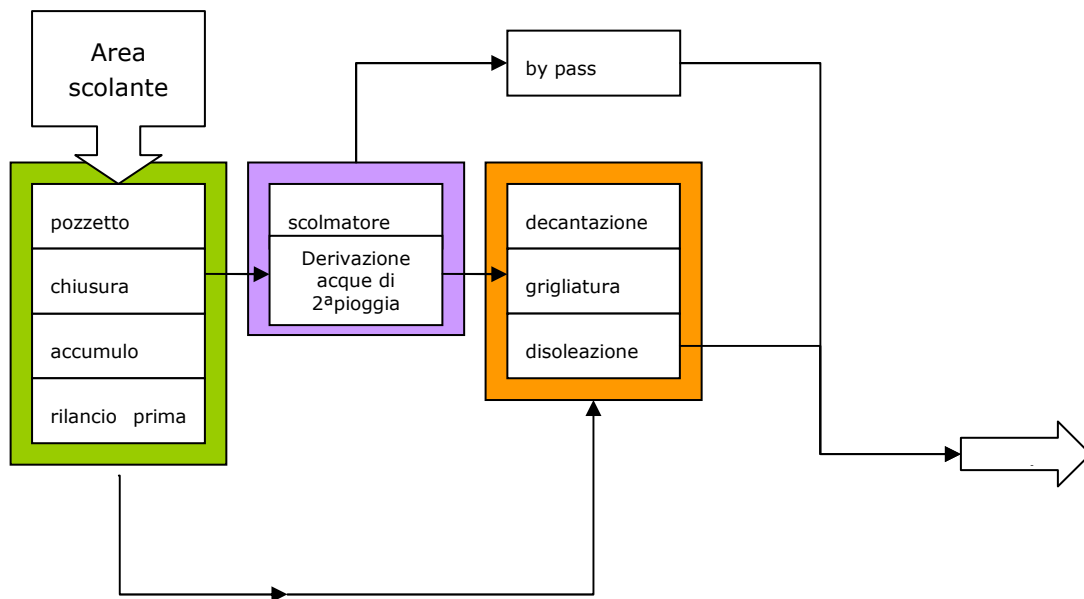 Area
scolante
by pass
pozzetto
chiusura
accumulo
rilancio prima
scolmatore
Derivazione
acque di
2ªpioggia
decantazione
grigliatura
disoleazione